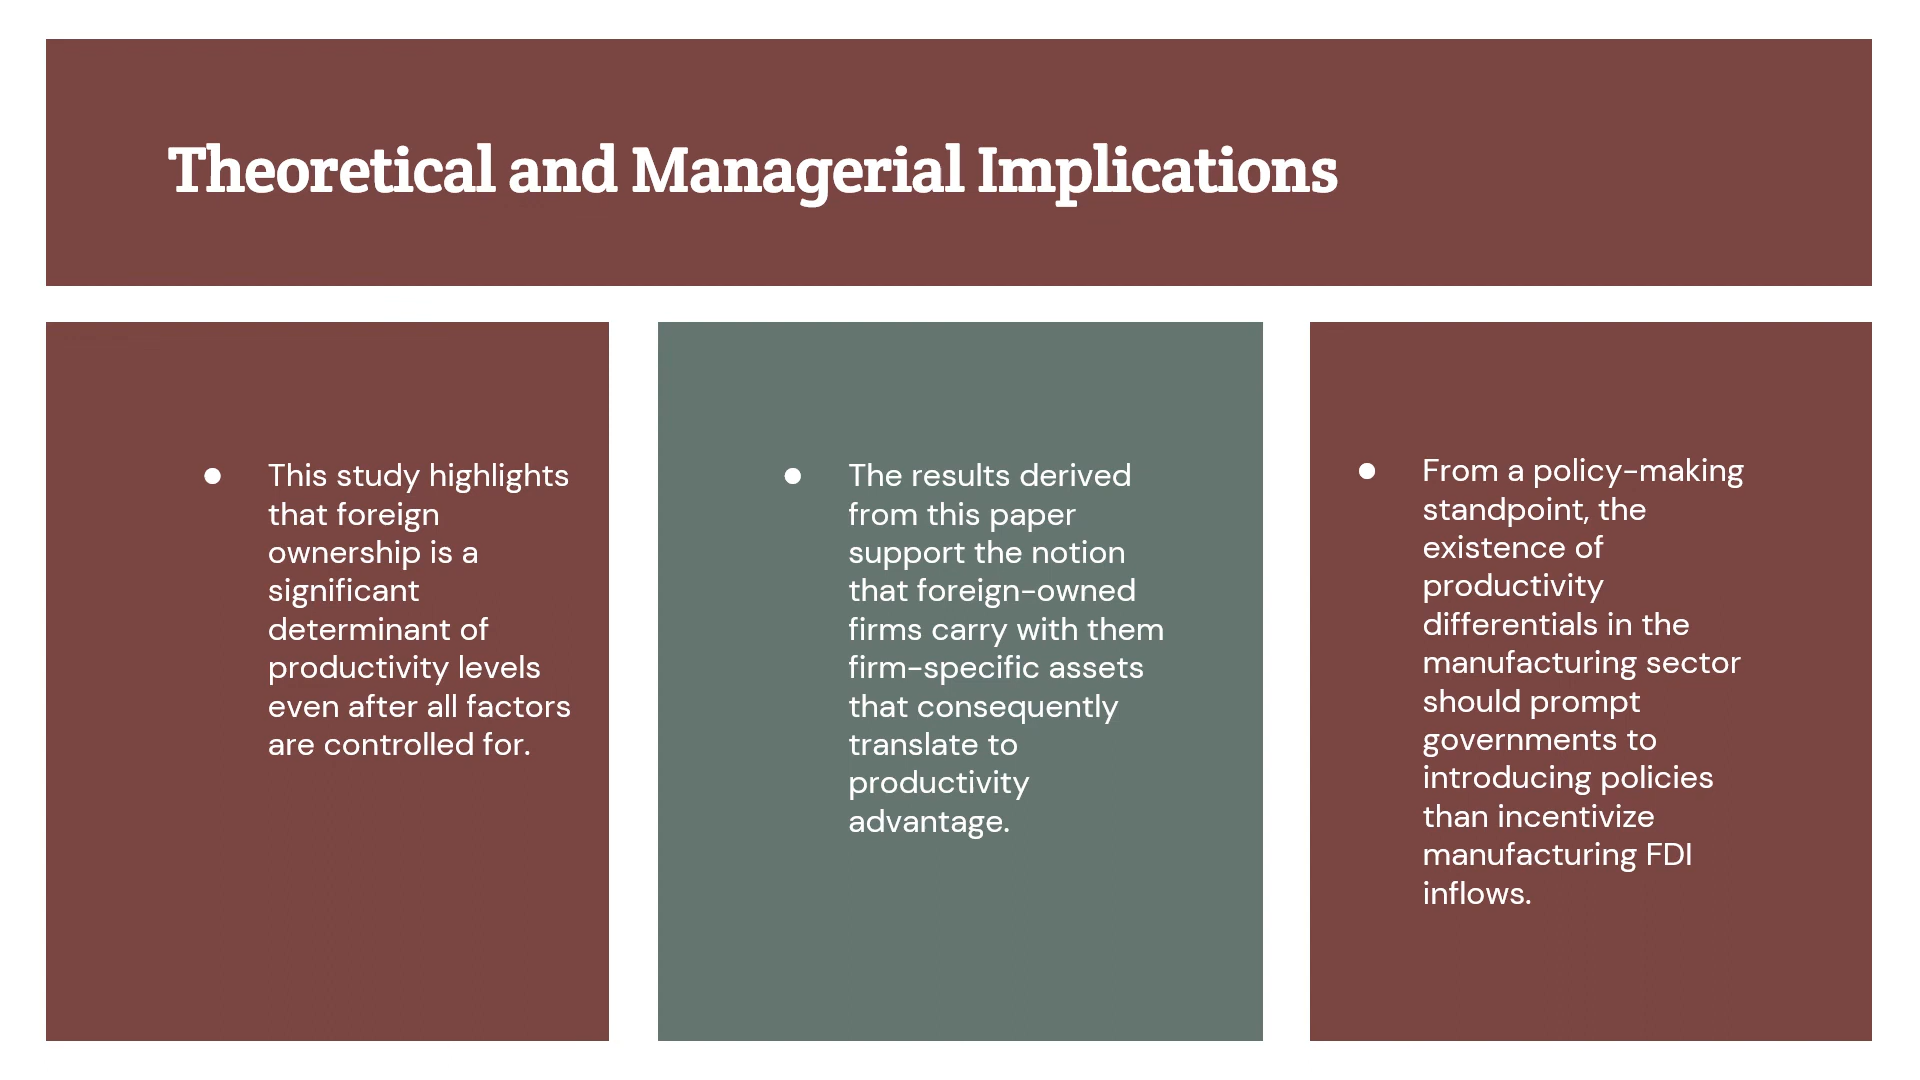 Theoretical and Managerial Implications
● This study highlights
that foreign
ownership is a
significant
determinant of
productivity levels
even after all factors
are controlled for.
● The results derived
from this paper
support the notion
that foreign-owned
firms carry with them
firm-specific assets
that consequently
translate to
productivity
advantage.
● From a policy-making
standpoint, the
existence of
productivity
differentials in the
manufacturing sector
should prompt
governments to
introducing policies
than incentivize
manufacturing FDI
inflows.